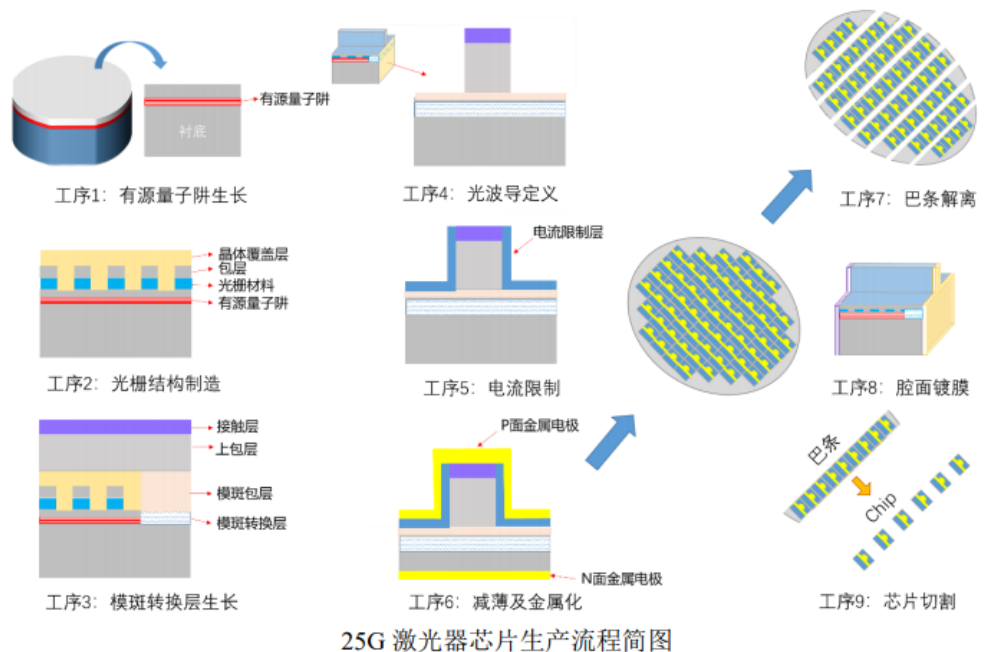 有源量子阱
衬底
工序1：有源量子阱生长
晶体覆盖层
包层
光栅材料
有源量子阱
工序2：光栅结构制造
接触层
上包层
模斑包层
模斑转换层
工序3：模斑转换层生长
工序4：光波导定义
电流限制层
工序5：电流限制
P面金属电极
N面金属电极
工序6：减薄及金属化
工序7：巴条解离
工序8：腔面镀膜
巴条
Chip
工序9：芯片切割
25G 激光器芯片生产流程简图